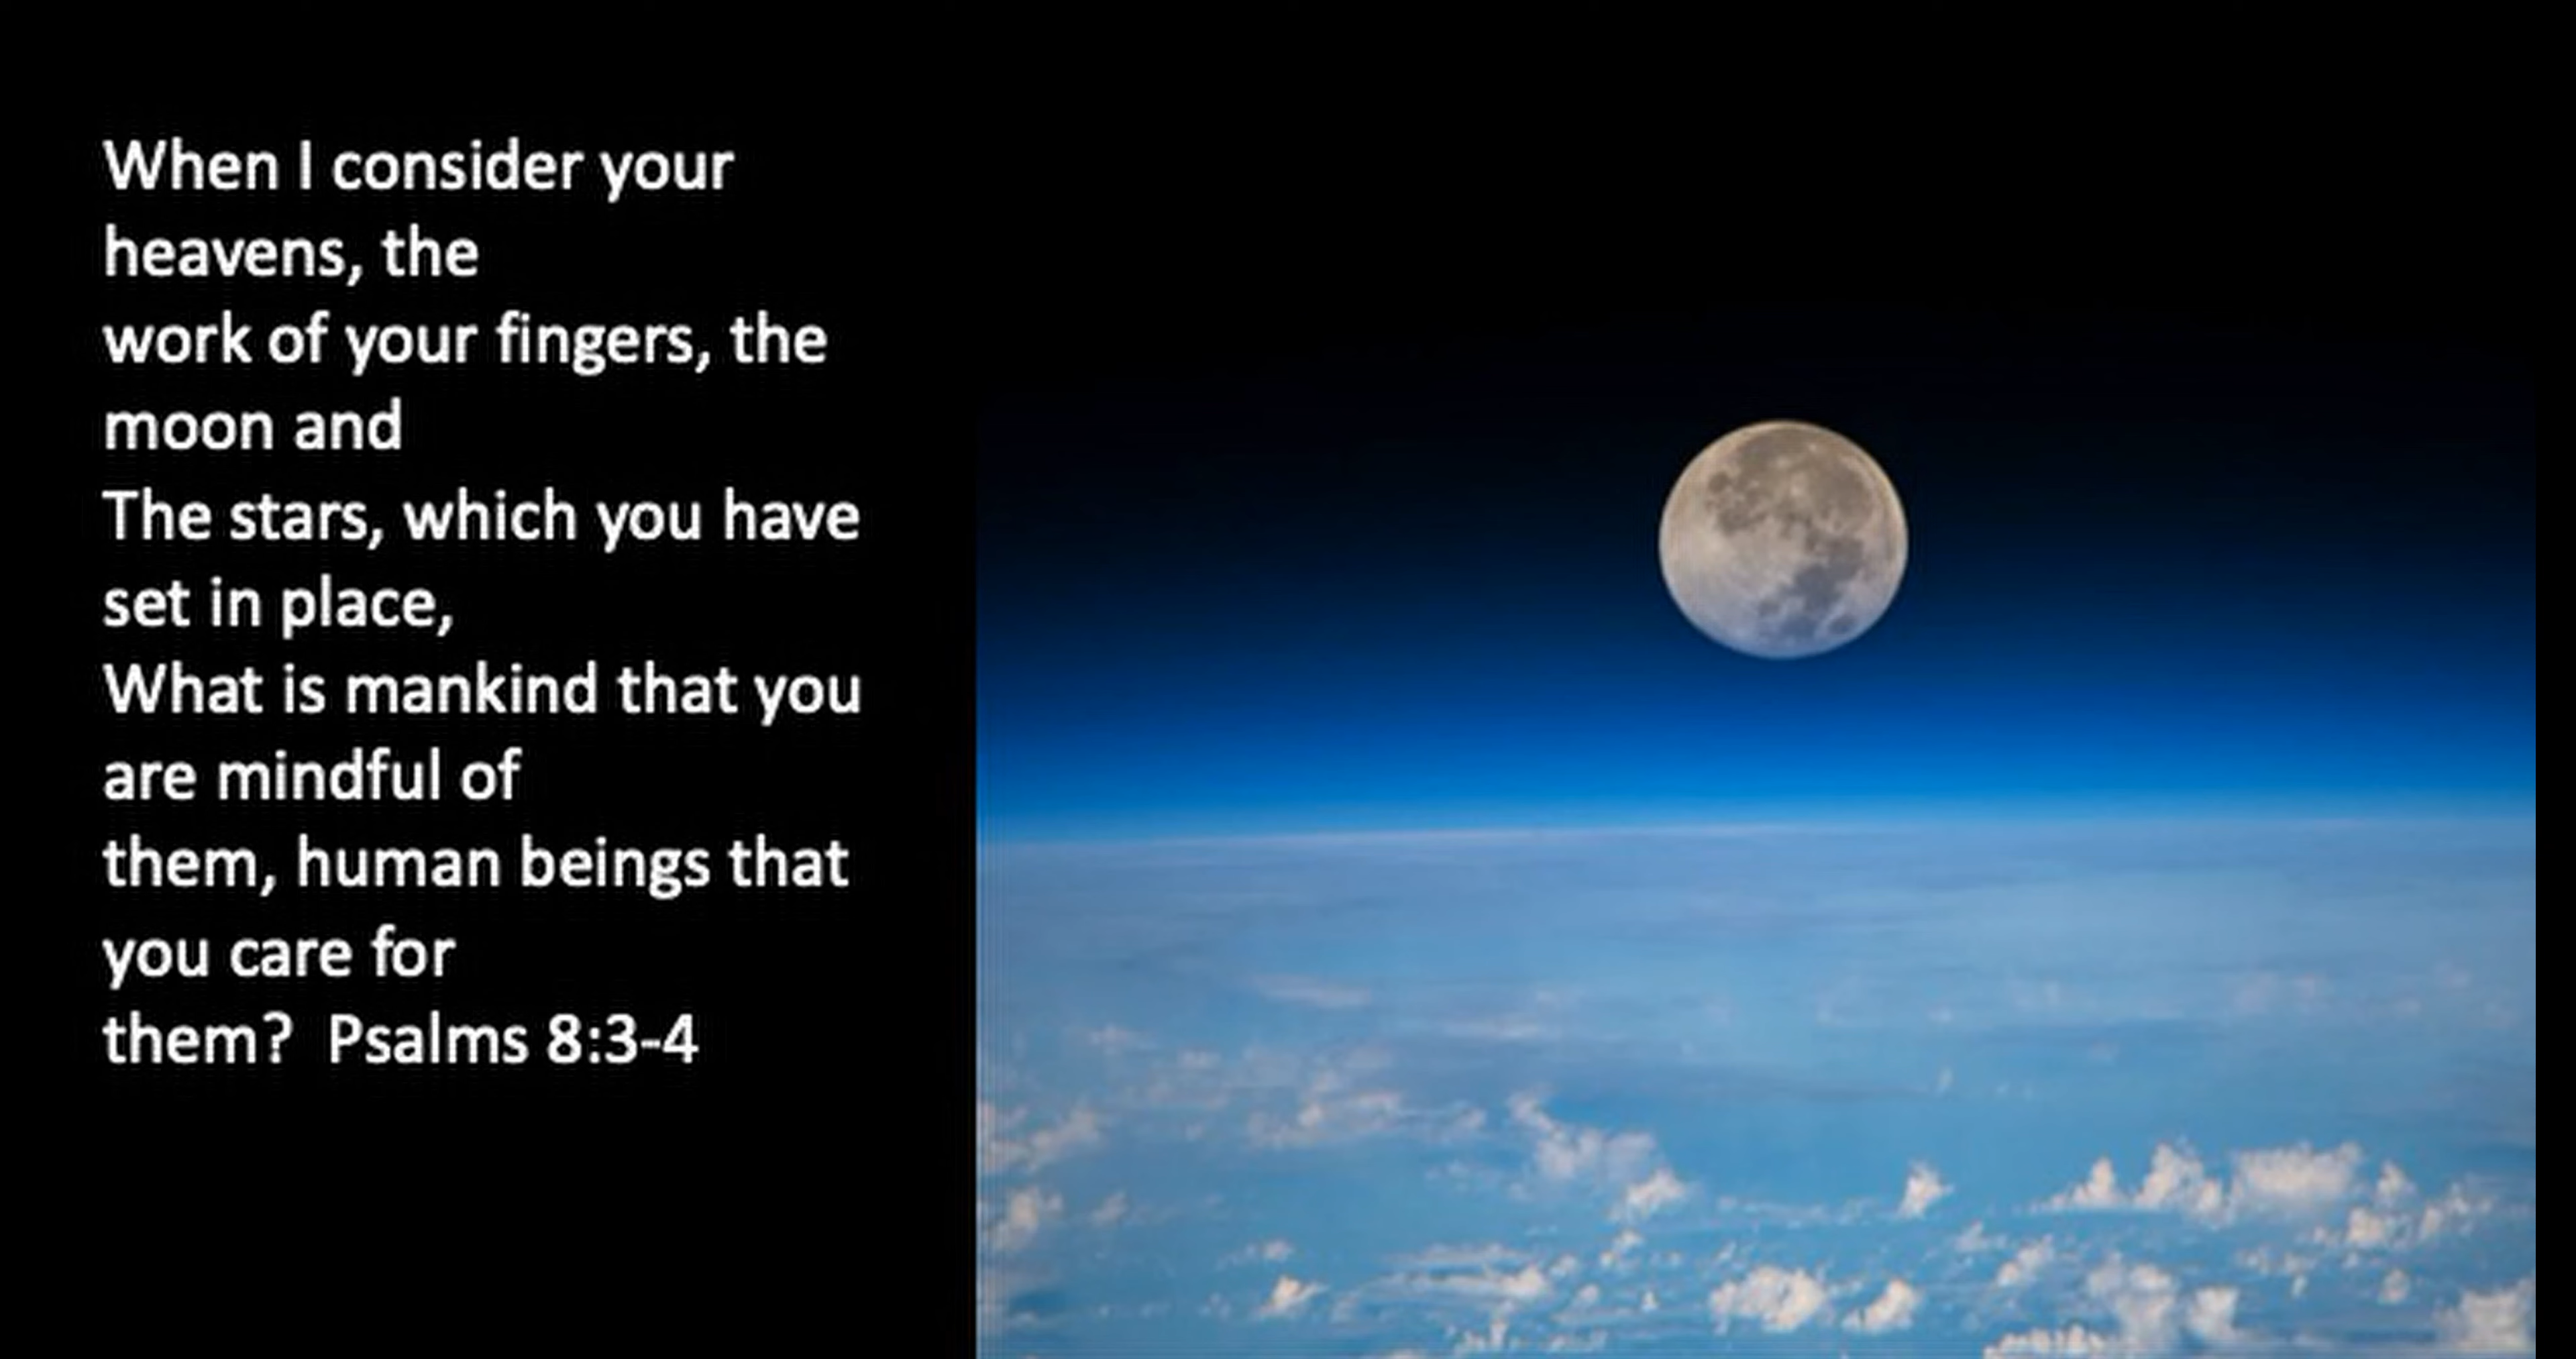 When I consider your
heavens, the
work of your fingers, the
moon and
The stars, which you have
set in place,
What is mankind that you
are mindful of
them, human beings that
you care for
them?  Psalms 8:3-4